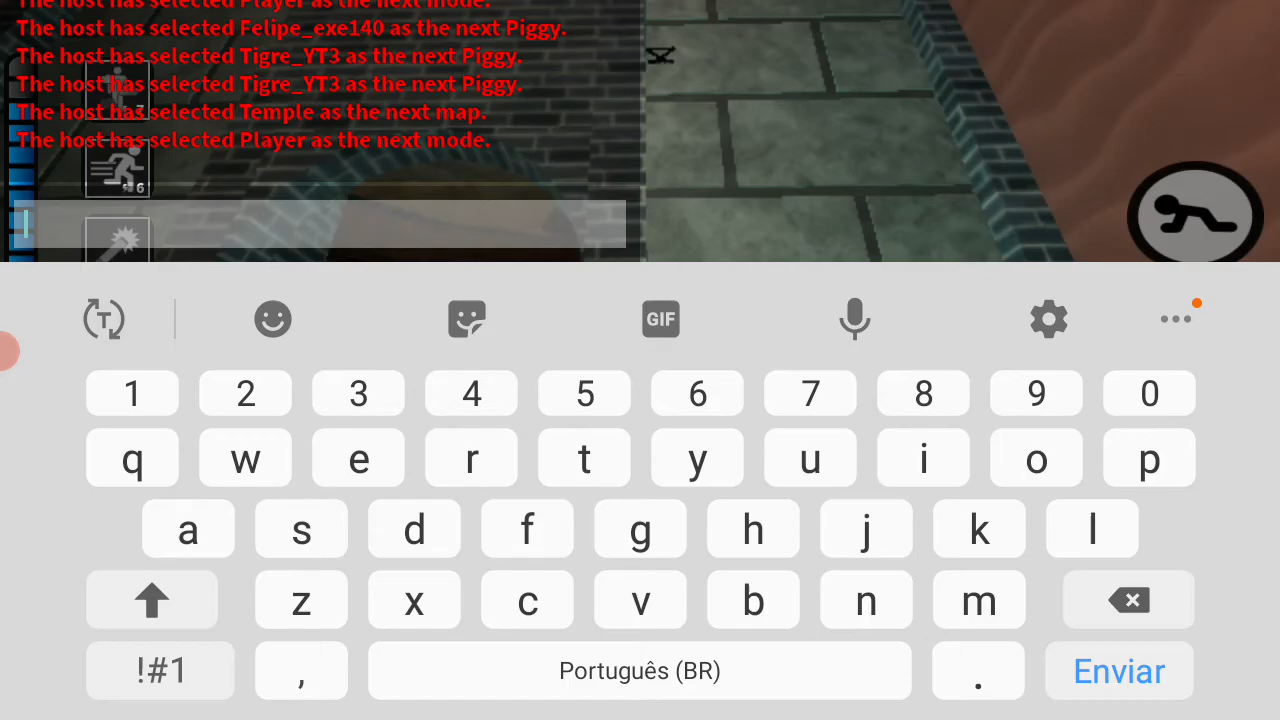 The host has selected Player as the next mode.
The host has selected Felipe_exe140 as the next Piggy.
The host has selected Tigre_YT3 as the next Piggy.
The host has selected Tigre_YT3 as the next Piggy.
The host has selected Temple as the next map.
The host has selected Player as the next mode.
T GIF
1 2 3 4 5 6 7 8 9 0
q w e r t y u i o p
a s d f g h j k l
z x c v b n m
!#1 , Português (BR) . Enviar